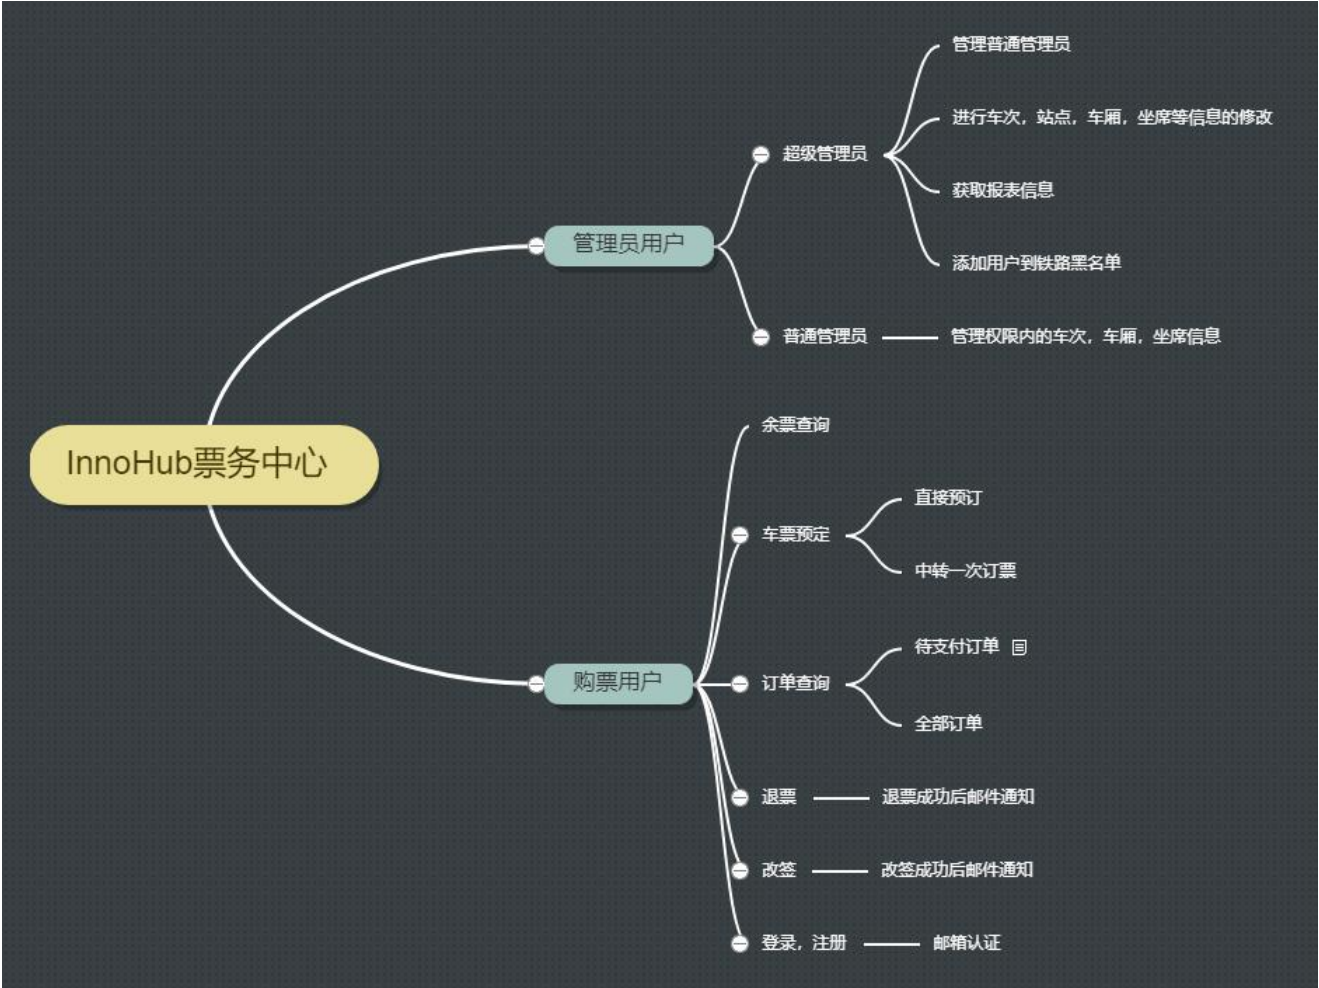 InnoHub票务中心
管理员用户
超级管理员
管理普通管理员
进行车次，站点，车厢，坐席等信息的修改
获取报表信息
添加用户到铁路黑名单
普通管理员
管理权限内的车次，车厢，坐席信息
购票用户
余票查询
车票预定
直接预订
中转一次订票
订单查询
待支付订单
全部订单
退票
退票成功后邮件通知
改签
改签成功后邮件通知
登录，注册
邮箱认证